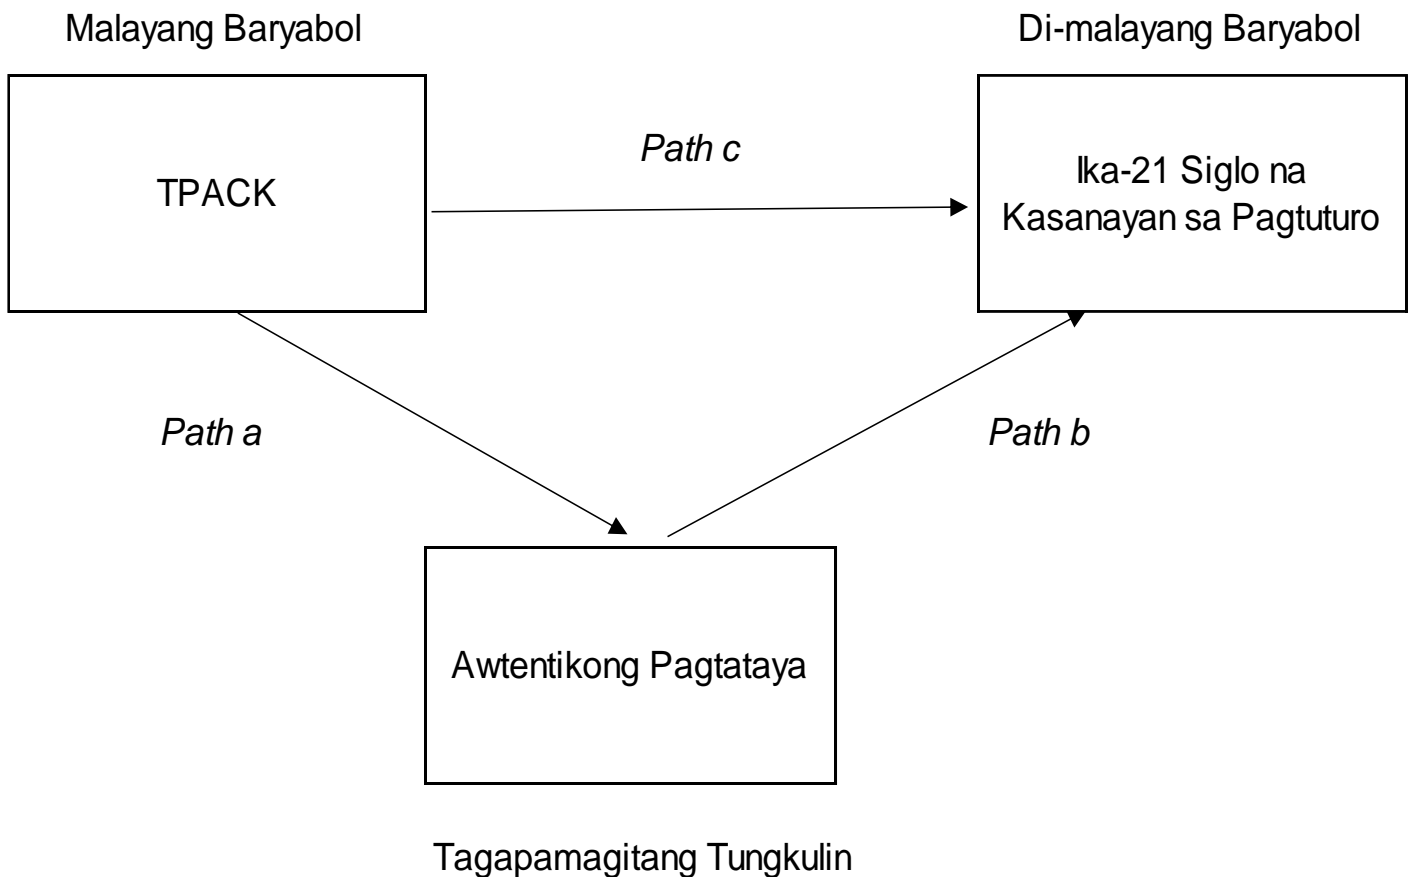 Malayang Baryabol
Di-malayang Baryabol
TPACK
Path c
Ika-21 Siglo na
Kasanayan sa Pagtuturo
Path a
Path b
Awtentikong Pagtataya
Tagapamagitang Tungkulin